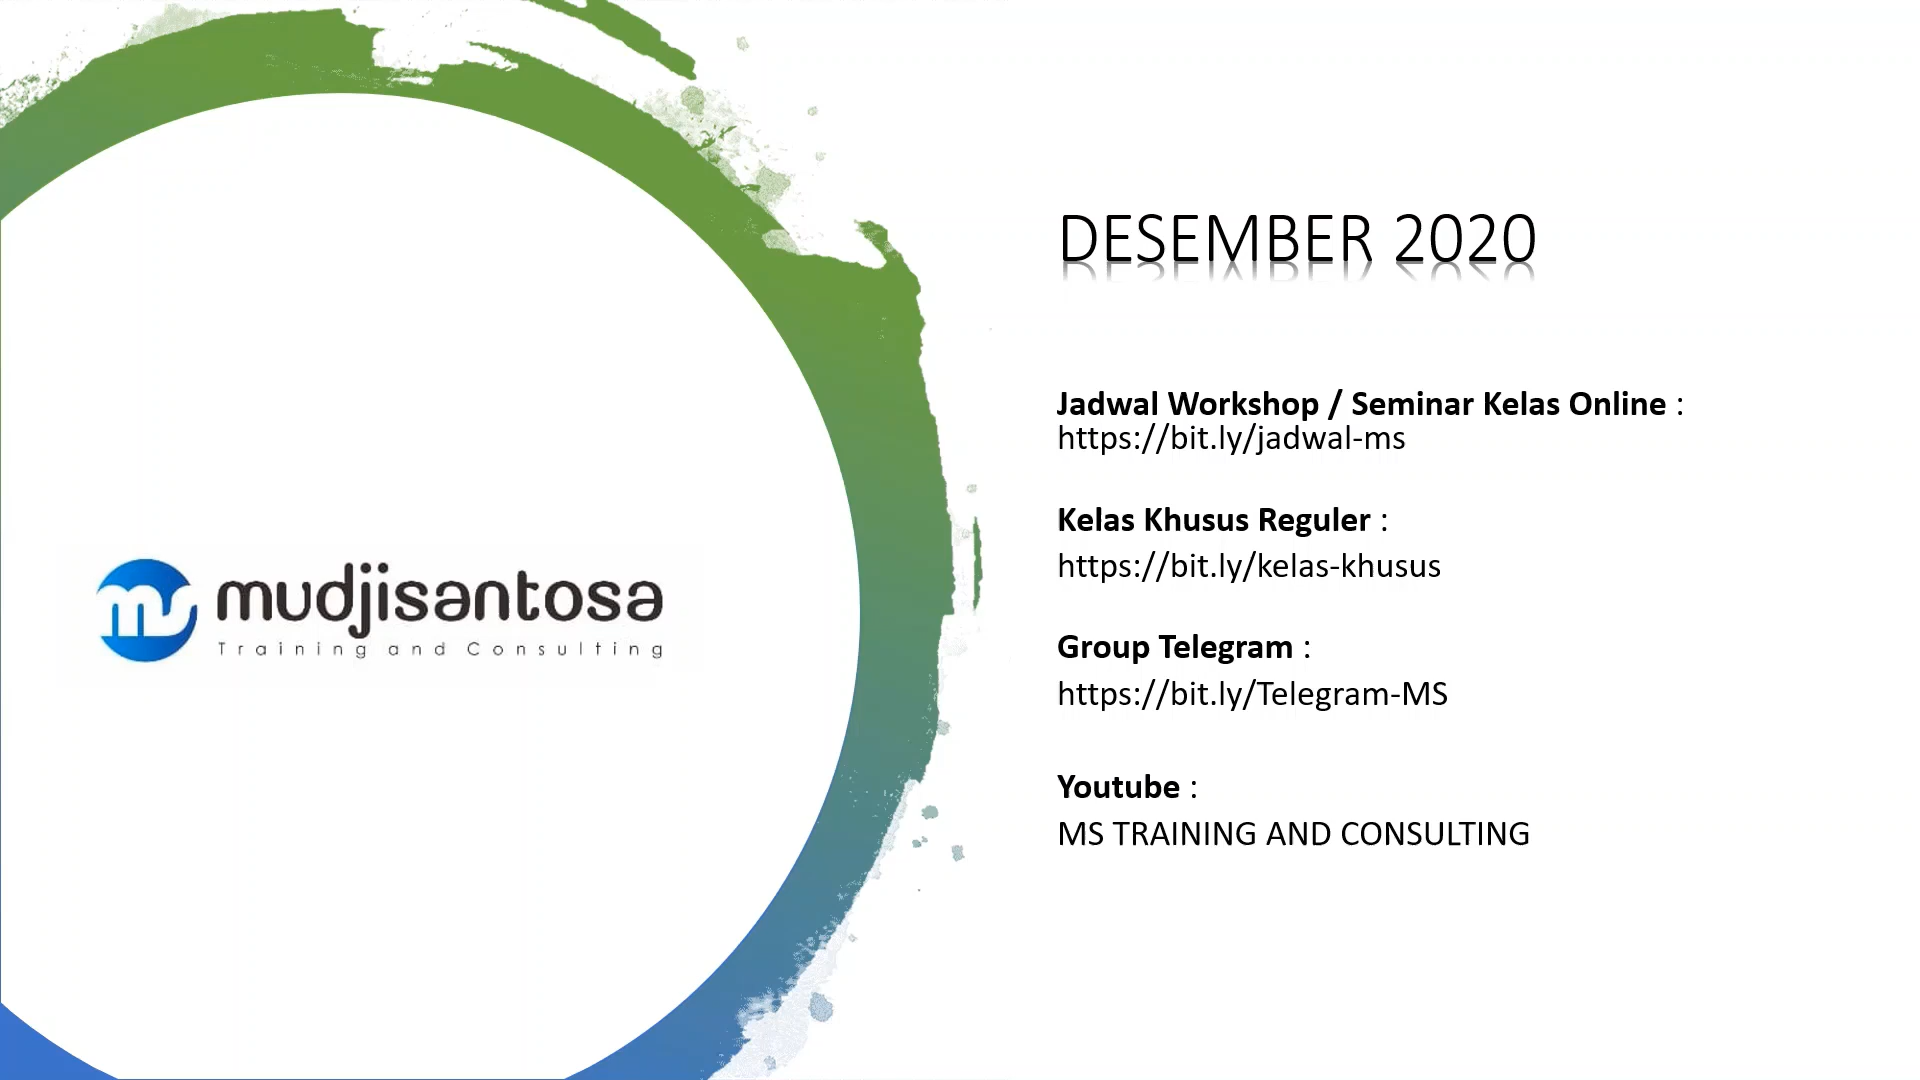 ms mudjisantosa
Training and Consulting
DESEMBER 2020
Jadwal Workshop / Seminar Kelas Online :
https://bit.ly/jadwal-ms
Kelas Khusus Reguler :
https://bit.ly/kelas-khusus
Group Telegram :
https://bit.ly/Telegram-MS
Youtube :
MS TRAINING AND CONSULTING